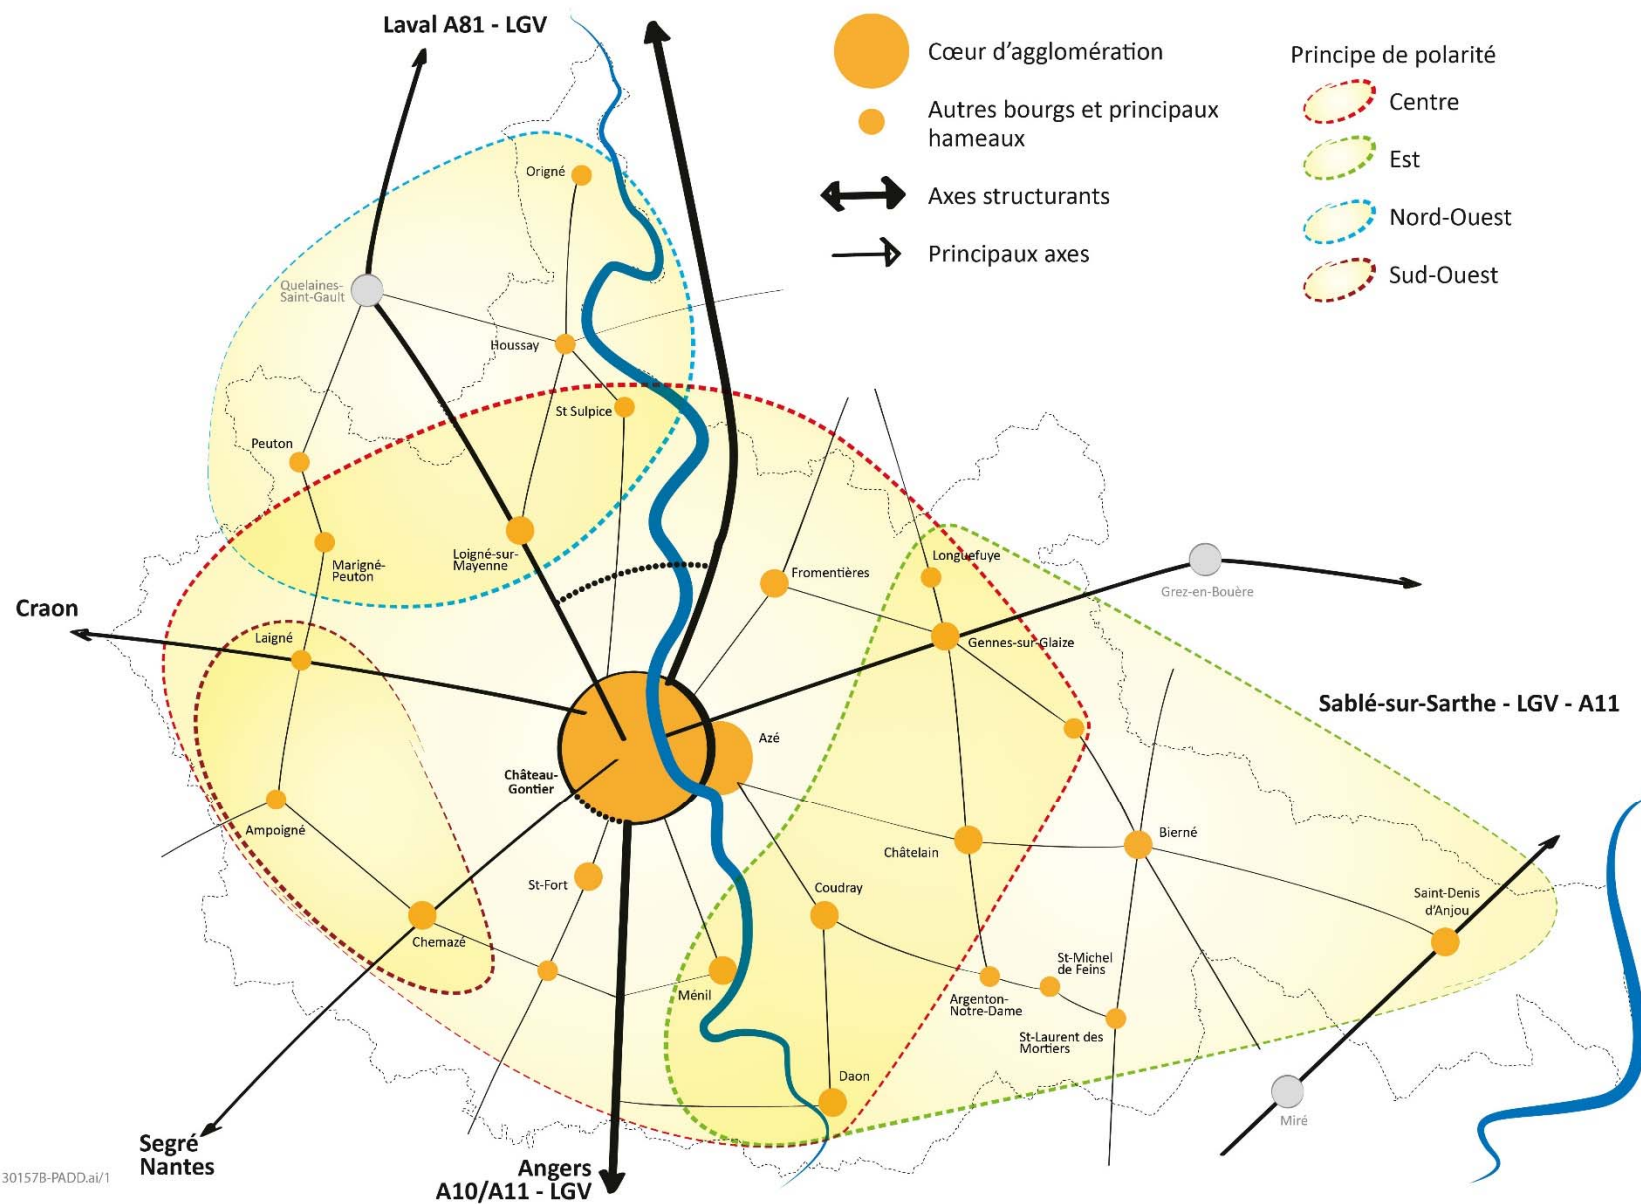 Laval A81 - LGV
Cœur d’agglomération
Autres bourgs et principaux
hameaux
Axes structurants
Principaux axes
Principe de polarité
Centre
Est
Nord-Ouest
Sud-Ouest
Origné
Quelaines-
Saint-Gault
Houssay
St Sulpice
Peuton
Marigné-
Peuton
Loigné-sur-
Mayenne
Fromentières
Longuefuye
Grez-en-Bouère
Craon
Laigné
Gennes-sur-Glaize
Sablé-sur-Sarthe - LGV - A11
Azé
Château-
Gontier
Ampoigné
Bierné
Châtelain
St-Fort
Coudray
Saint-Denis
d’Anjou
Chemazé
St-Michel
de Feins
Ménil
Argenton-
Notre-Dame
St-Laurent des
Mortiers
Daon
Miré
Segré
Nantes
Angers
A10/A11 - LGV
30157B-PADD.ai/1